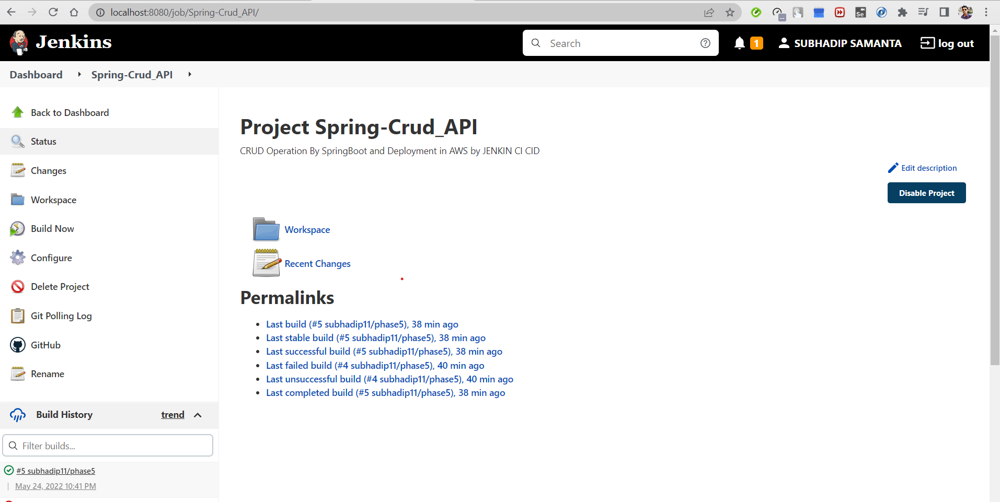 localhost:8080/job/Spring-Crud_API/
Se
Jenkins
Search
1
SUBHADIP SAMANTA
log out
Dashboard
Spring-Crud_API
Back to Dashboard
Status
Changes
Workspace
Build Now
Configure
Delete Project
Git Polling Log
GitHub
Rename
Project Spring-Crud_API
CRUD Operation By SpringBoot and Deployment in AWS by JENKIN CI CID
Edit description
Disable Project
Workspace
Recent Changes
Permalinks
Last build (#5 subhadip11/phase5), 38 min ago
Last stable build (#5 subhadip11/phase5), 38 min ago
Last successful build (#5 subhadip11/phase5), 38 min ago
Last failed build (#4 subhadip11/phase5), 40 min ago
Last unsuccessful build (#4 subhadip11/phase5), 40 min ago
Last completed build (#5 subhadip11/phase5), 38 min ago
Build History
trend
Filter builds...
#5 subhadip11/phase5
May 24, 2022 10:41 PM